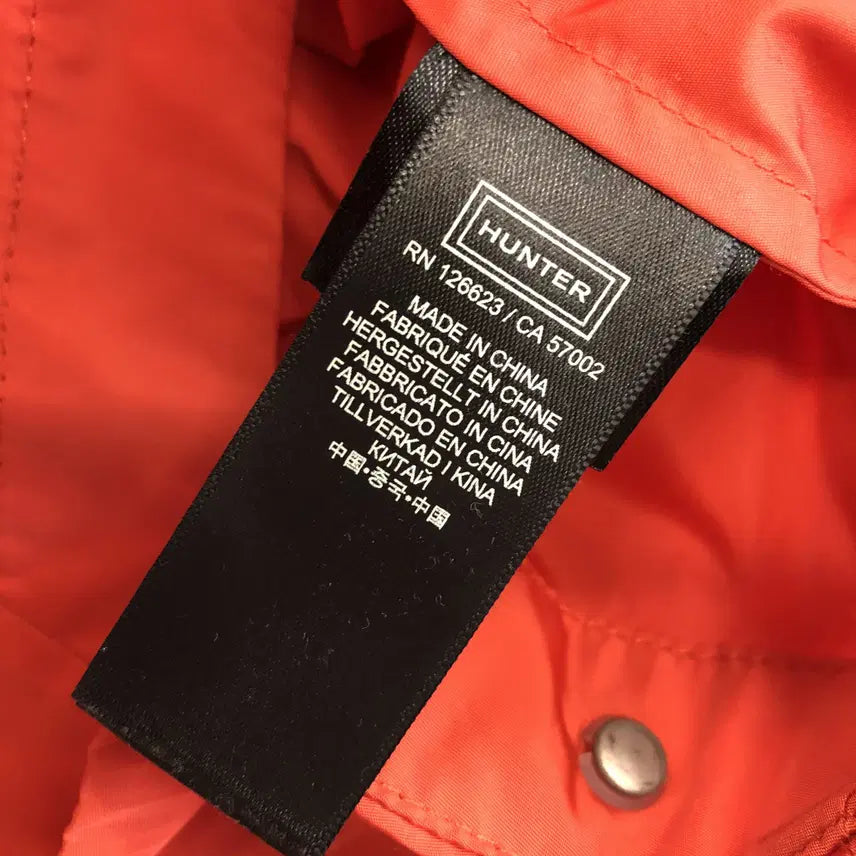 HUNTER
RN 126623 / CA 57002
MADE IN CHINA
FABRIQUÉ EN CHINE
HERGESTELLT IN CHINA
FABBRICATO IN CINA
FABRICADO EN CHINA
TILLVERKAD I KINA
КИТАЙ
中国•중국•中国